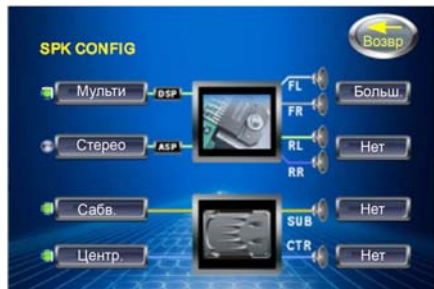 SPK CONFIG
Возвр
Мульти DSP FL Больш.
FR
Стерео ASP RL Нет
RR
Сабв. SUB Нет
Центр. CTR Нет